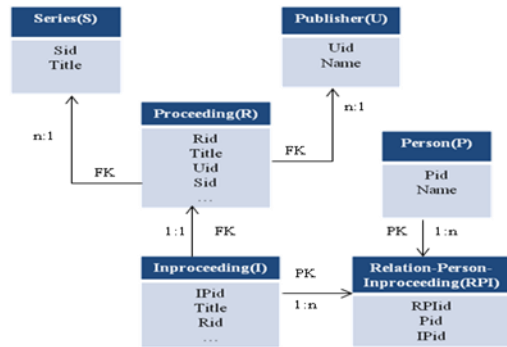 Series(S)
Sid
Title
Publisher(U)
Uid
Name
n:1
FK
Proceeding(R)
Rid
Title
Uid
Sid
...
FK
n:1
Person(P)
Pid
Name
1:1
FK
PK
1:n
Inproceeding(I)
IPid
Title
Rid
...
PK
1:n
Relation-Person-
Inproceeding(RPI)
RPIid
Pid
IPid